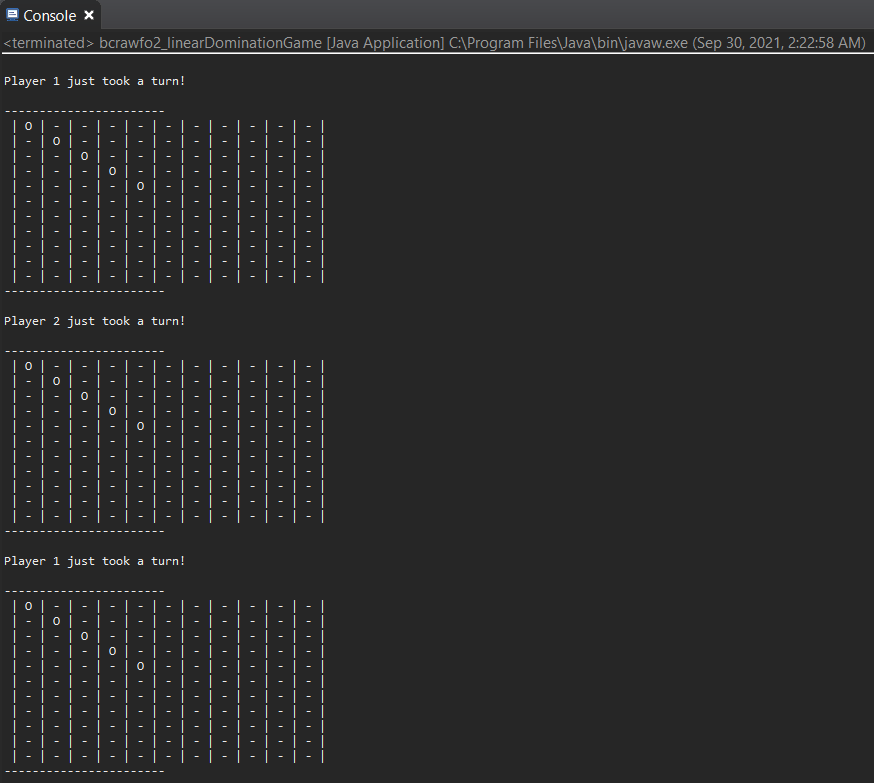 Console
<terminated> bcrawfo2_linearDominationGame [Java Application] C:\Program Files\Java\bin\javaw.exe (Sep 30, 2021, 2:22:58 AM)
Player 1 just took a turn!
-----------------------
| O | - | - | - | - | - | - | - | - | - | - |
| - | O | - | - | - | - | - | - | - | - | - |
| - | - | O | - | - | - | - | - | - | - | - |
| - | - | - | O | - | - | - | - | - | - | - |
| - | - | - | - | O | - | - | - | - | - | - |
| - | - | - | - | - | - | - | - | - | - | - |
| - | - | - | - | - | - | - | - | - | - | - |
| - | - | - | - | - | - | - | - | - | - | - |
| - | - | - | - | - | - | - | - | - | - | - |
| - | - | - | - | - | - | - | - | - | - | - |
| - | - | - | - | - | - | - | - | - | - | - |
-----------------------
Player 2 just took a turn!
-----------------------
| O | - | - | - | - | - | - | - | - | - | - |
| - | O | - | - | - | - | - | - | - | - | - |
| - | - | O | - | - | - | - | - | - | - | - |
| - | - | - | O | - | - | - | - | - | - | - |
| - | - | - | - | O | - | - | - | - | - | - |
| - | - | - | - | - | - | - | - | - | - | - |
| - | - | - | - | - | - | - | - | - | - | - |
| - | - | - | - | - | - | - | - | - | - | - |
| - | - | - | - | - | - | - | - | - | - | - |
| - | - | - | - | - | - | - | - | - | - | - |
| - | - | - | - | - | - | - | - | - | - | - |
-----------------------
Player 1 just took a turn!
-----------------------
| O | - | - | - | - | - | - | - | - | - | - |
| - | O | - | - | - | - | - | - | - | - | - |
| - | - | O | - | - | - | - | - | - | - | - |
| - | - | - | O | - | - | - | - | - | - | - |
| - | - | - | - | O | - | - | - | - | - | - |
| - | - | - | - | - | - | - | - | - | - | - |
| - | - | - | - | - | - | - | - | - | - | - |
| - | - | - | - | - | - | - | - | - | - | - |
| - | - | - | - | - | - | - | - | - | - | - |
| - | - | - | - | - | - | - | - | - | - | - |
| - | - | - | - | - | - | - | - | - | - | - |
-----------------------